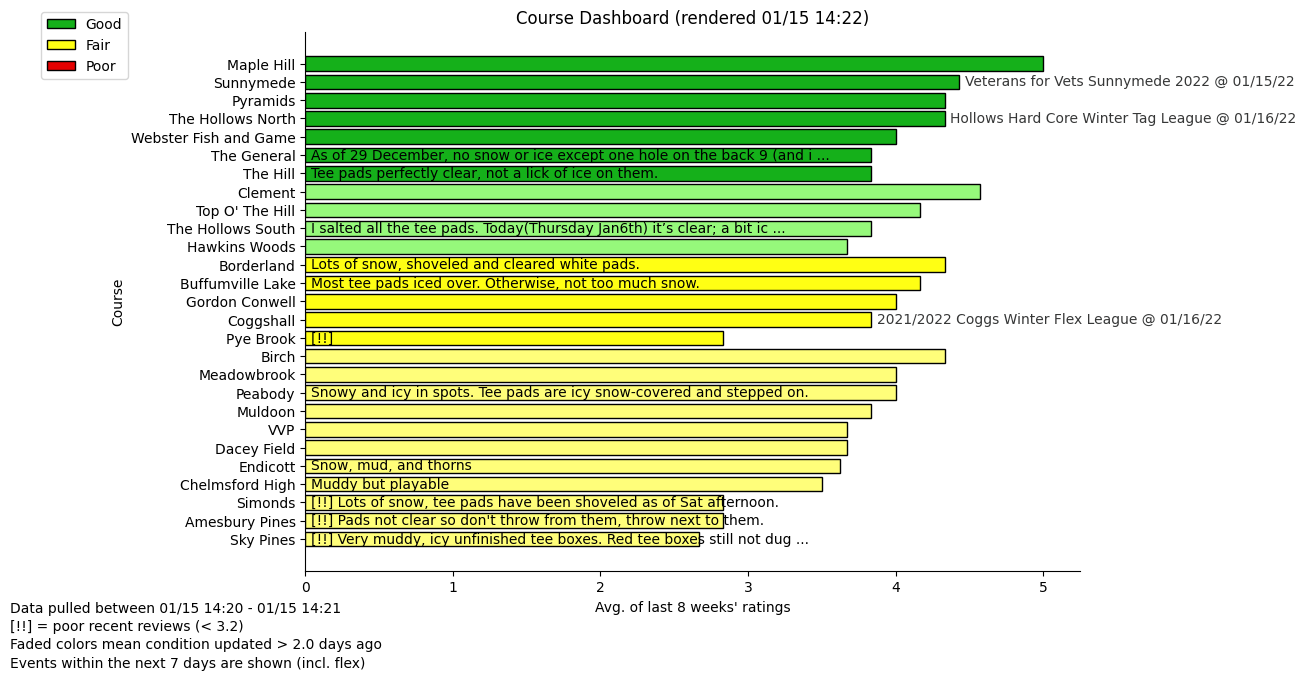 Course Dashboard (rendered 01/15 14:22)
Good
Fair
Poor
Maple Hill
Sunnymede
Veterans for Vets Sunnymede 2022 @ 01/15/22
Pyramids
The Hollows North
Hollows Hard Core Winter Tag League @ 01/16/22
Webster Fish and Game
The General
As of 29 December, no snow or ice except one hole on the back 9 (and i ...
The Hill
Tee pads perfectly clear, not a lick of ice on them.
Clement
Top O' The Hill
The Hollows South
I salted all the tee pads. Today(Thursday Jan6th) it’s clear; a bit ic ...
Hawkins Woods
Borderland
Lots of snow, shoveled and cleared white pads.
Buffumville Lake
Most tee pads iced over. Otherwise, not too much snow.
Gordon Conwell
Coggshall
2021/2022 Coggs Winter Flex League @ 01/16/22
Pye Brook
[!!]
Birch
Meadowbrook
Peabody
Snowy and icy in spots. Tee pads are icy snow-covered and stepped on.
Muldoon
VVP
Dacey Field
Endicott
Snow, mud, and thorns
Chelmsford High
Muddy but playable
Simonds
[!!] Lots of snow, tee pads have been shoveled as of Sat afternoon.
Amesbury Pines
[!!] Pads not clear so don't throw from them, throw next to them.
Sky Pines
[!!] Very muddy, icy unfinished tee boxes. Red tee boxes still not dug ...
Course
0 1 2 3 4 5
Avg. of last 8 weeks' ratings
Data pulled between 01/15 14:20 - 01/15 14:21
[!!] = poor recent reviews (< 3.2)
Faded colors mean condition updated > 2.0 days ago
Events within the next 7 days are shown (incl. flex)